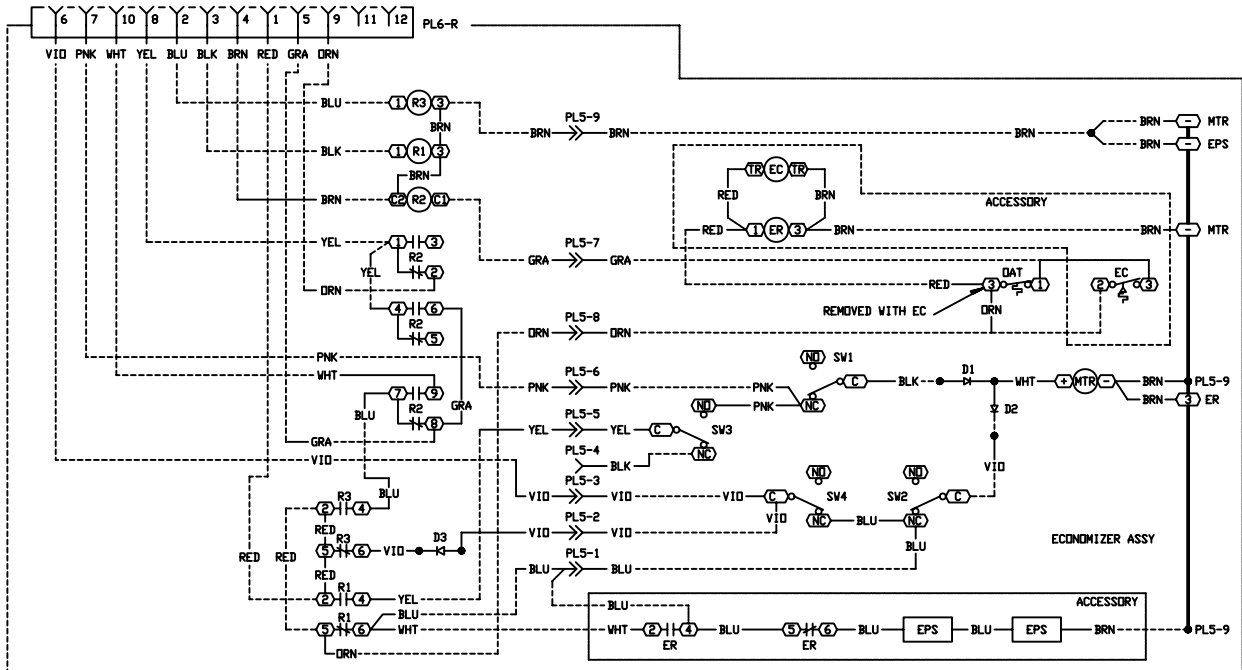 6 7 10 8 2 3 4 1 5 9 11 12 PL6-R
VIO PNK WHT YEL BLU BLK BRN RED GRA ORN
BLU 1 R3 3
BRN
PL5-9
BRN BRN BRN
BRN - MTR
BRN - EPS
BLK 1 R1 3
BRN
BRN C2 R2 C1
TR EC TR
RED BRN
ACCESSORY
RED 1 ER 3 BRN
BRN - MTR
YEL 1 3
R2
2
YEL
ORN
PL5-7
GRA GRA
RED 3 OAT 1
2 EC 3
REMOVED WITH EC
ORN
4 6
R2
5
PL5-8
ORN ORN
PNK
WHT
PL5-6
PNK PNK PNK
NO SW1
C BLK D1 WHT + MTR - BRN PL5-9
BRN 3 ER
NC
PNK
NO
D2
7 9
R2
8
BLU
GRA
GRA
VIO
PL5-5
YEL YEL C SW3
NC
PL5-4
BLK
PL5-3
VIO VIO VIO C SW4
NO
NC
VIO
BLU
NO
SW2 C
NC
VIO
BLU
R3
2 4
BLU
RED
PL5-2
VIO VIO
5 R3 6 VIO D3
RED RED RED
PL5-1
BLU BLU
ECONOMIZER ASSY
R1
2 4 YEL
BLU
R1
5 6 WHT
ORN
BLU
ACCESSORY
WHT 2 4 BLU 5 6 BLU EPS BLU EPS BRN PL5-9
ER ER